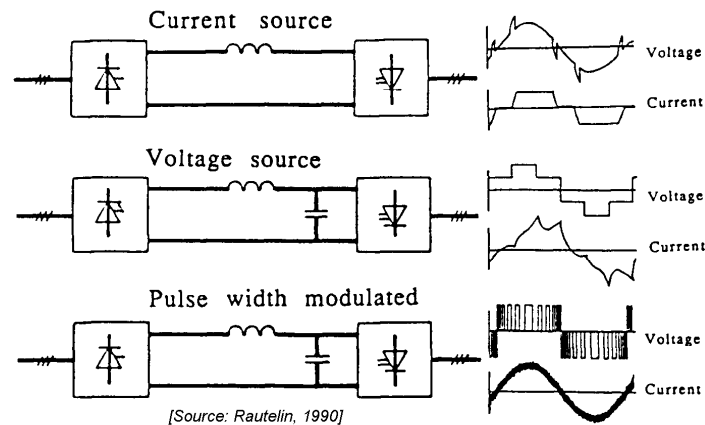 Current source
Voltage
Current
Voltage source
Voltage
Current
Pulse width modulated
Voltage
Current
[Source: Rautelin, 1990]